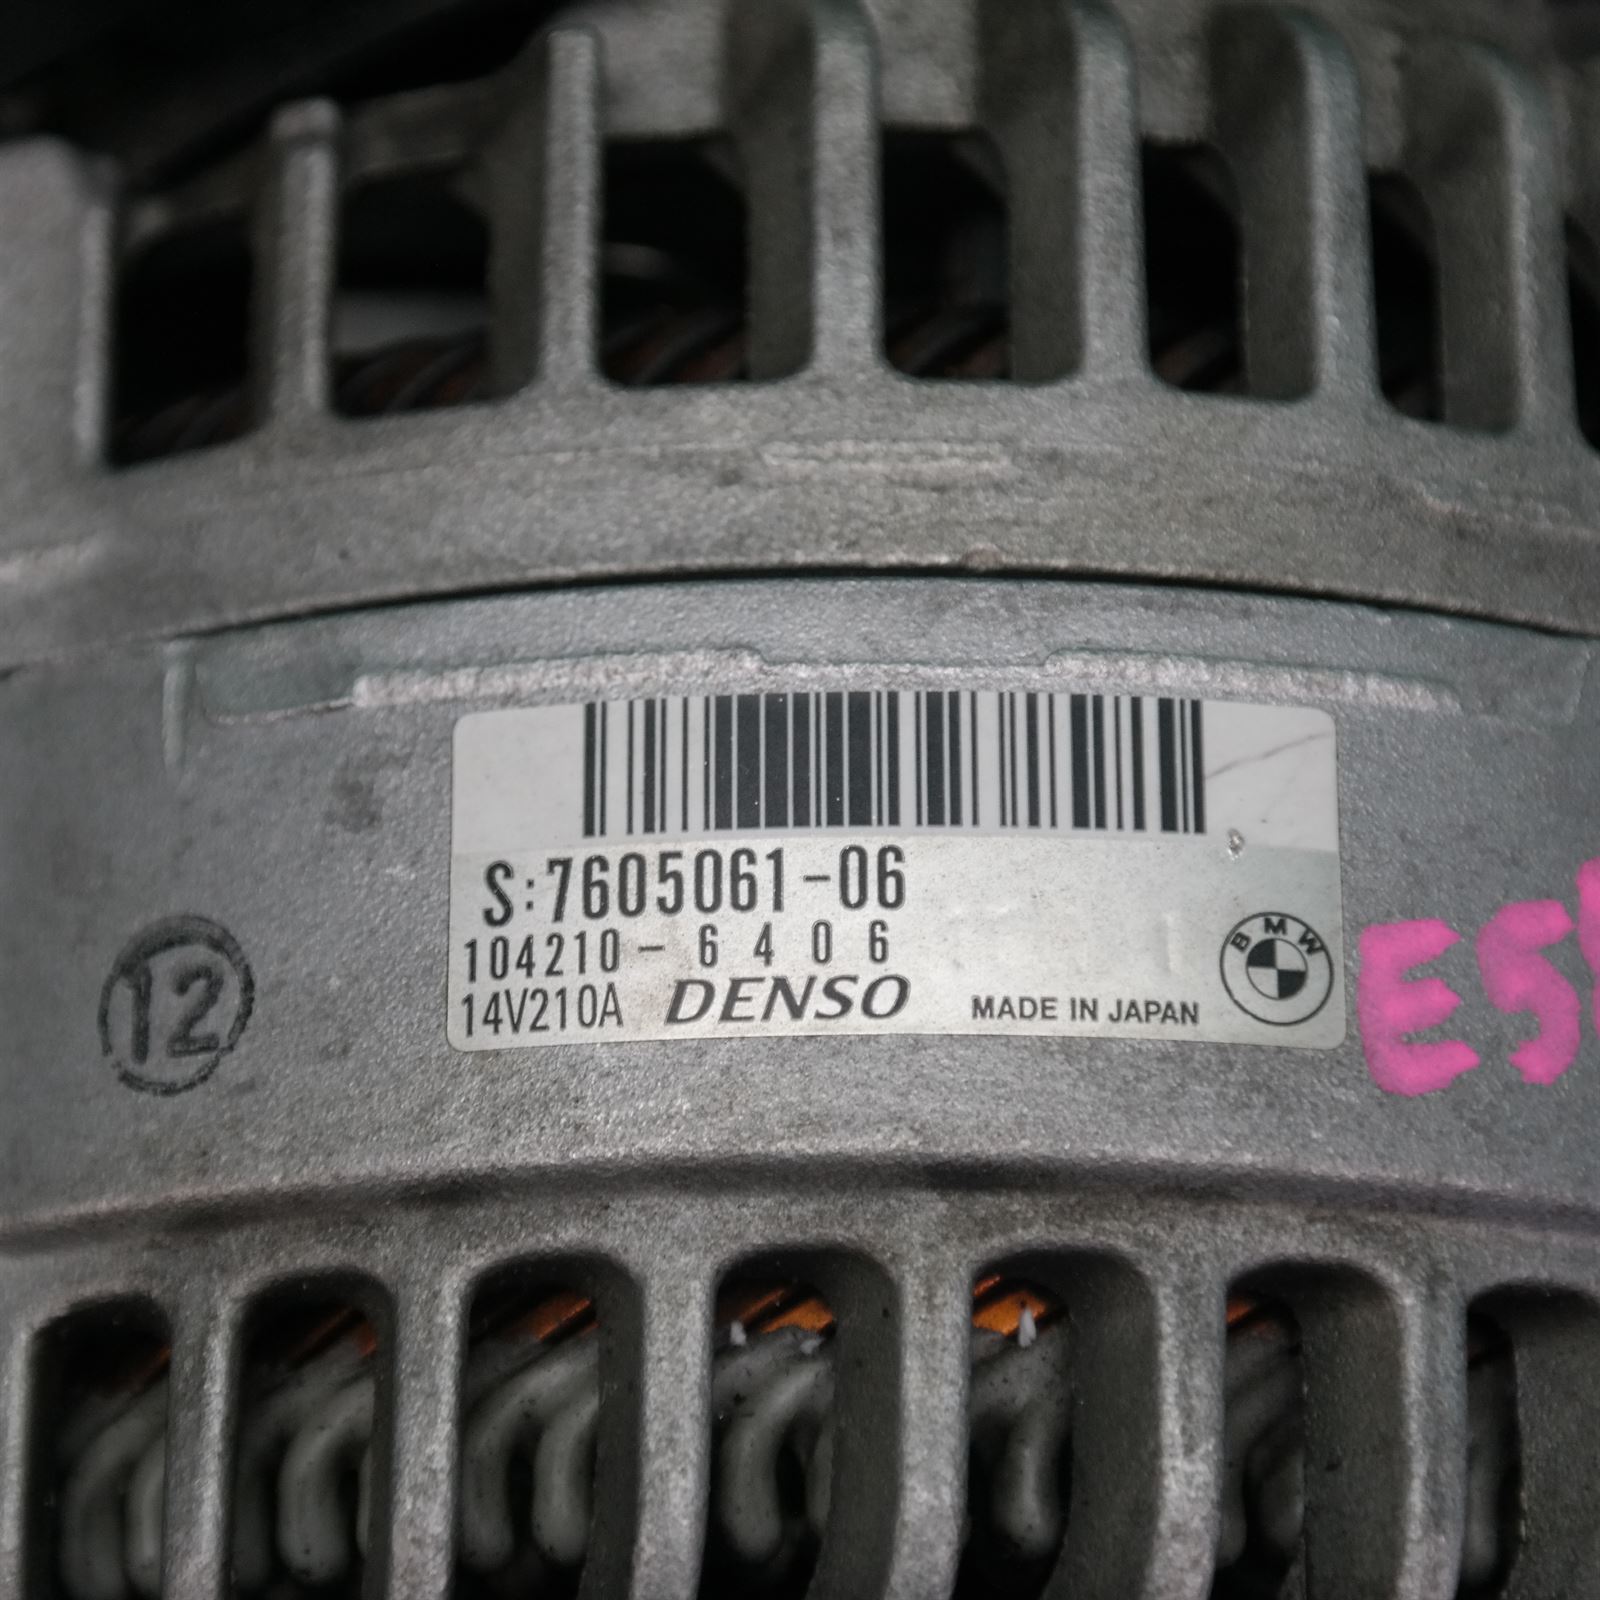 S:7605061-06
104210-6406
14V210A DENSO MADE IN JAPAN
BMW
12